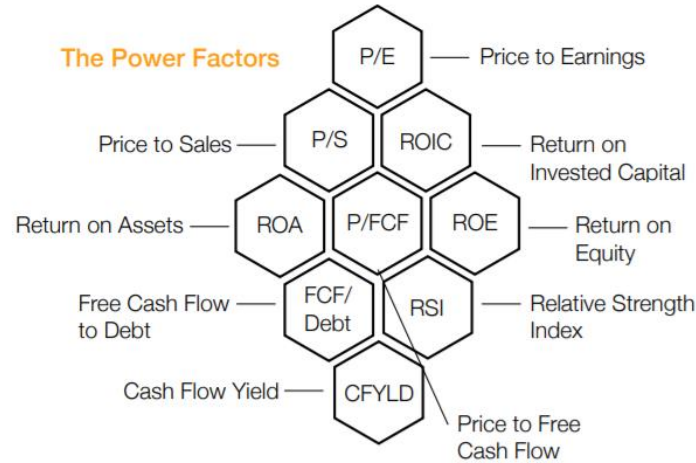 The Power Factors
P/E
Price to Earnings
Price to Sales
P/S
ROIC
Return on
Invested Capital
Return on Assets
ROA
P/FCF
ROE
Return on
Equity
Free Cash Flow
to Debt
FCF/
Debt
RSI
Relative Strength
Index
Cash Flow Yield
CFYLD
Price to Free
Cash Flow